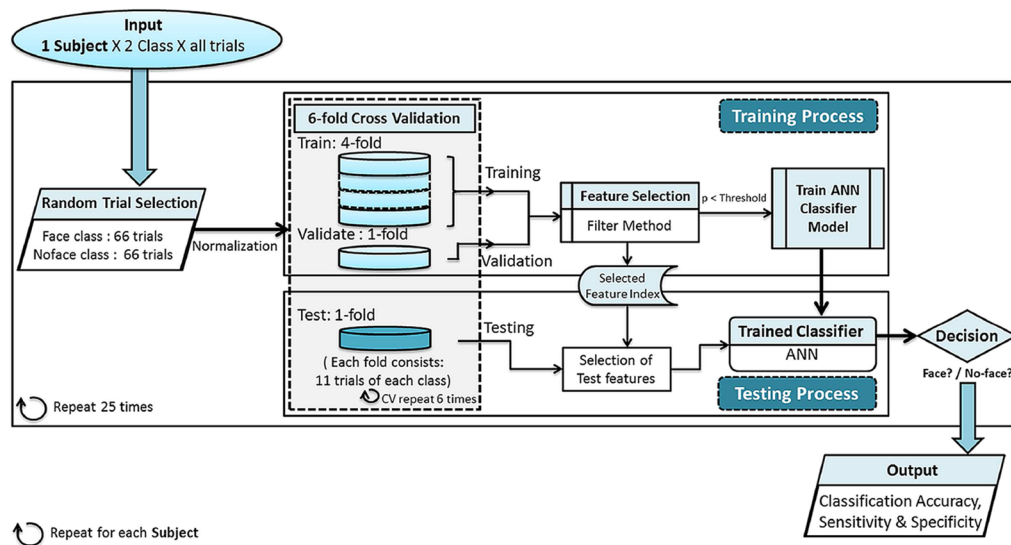 Input
1 Subject X 2 Class X all trials
Random Trial Selection
Face class : 66 trials
Noface class :  66 trials
Normalization
6-fold Cross Validation
Train: 4-fold
Validate : 1-fold
Training
Validation
Training Process
Feature Selection
Filter Method
p < Threshold
Train ANN
Classifier
Model
Selected
Feature Index
Test: 1-fold
( Each fold consists:
11 trials of each class)
CV repeat 6 times
Testing
Selection of
Test features
Trained Classifier
ANN
Testing Process
Decision
Face? / No-face?
Repeat 25 times
Output
Classification Accuracy,
Sensitivity & Specificity
Repeat for each Subject